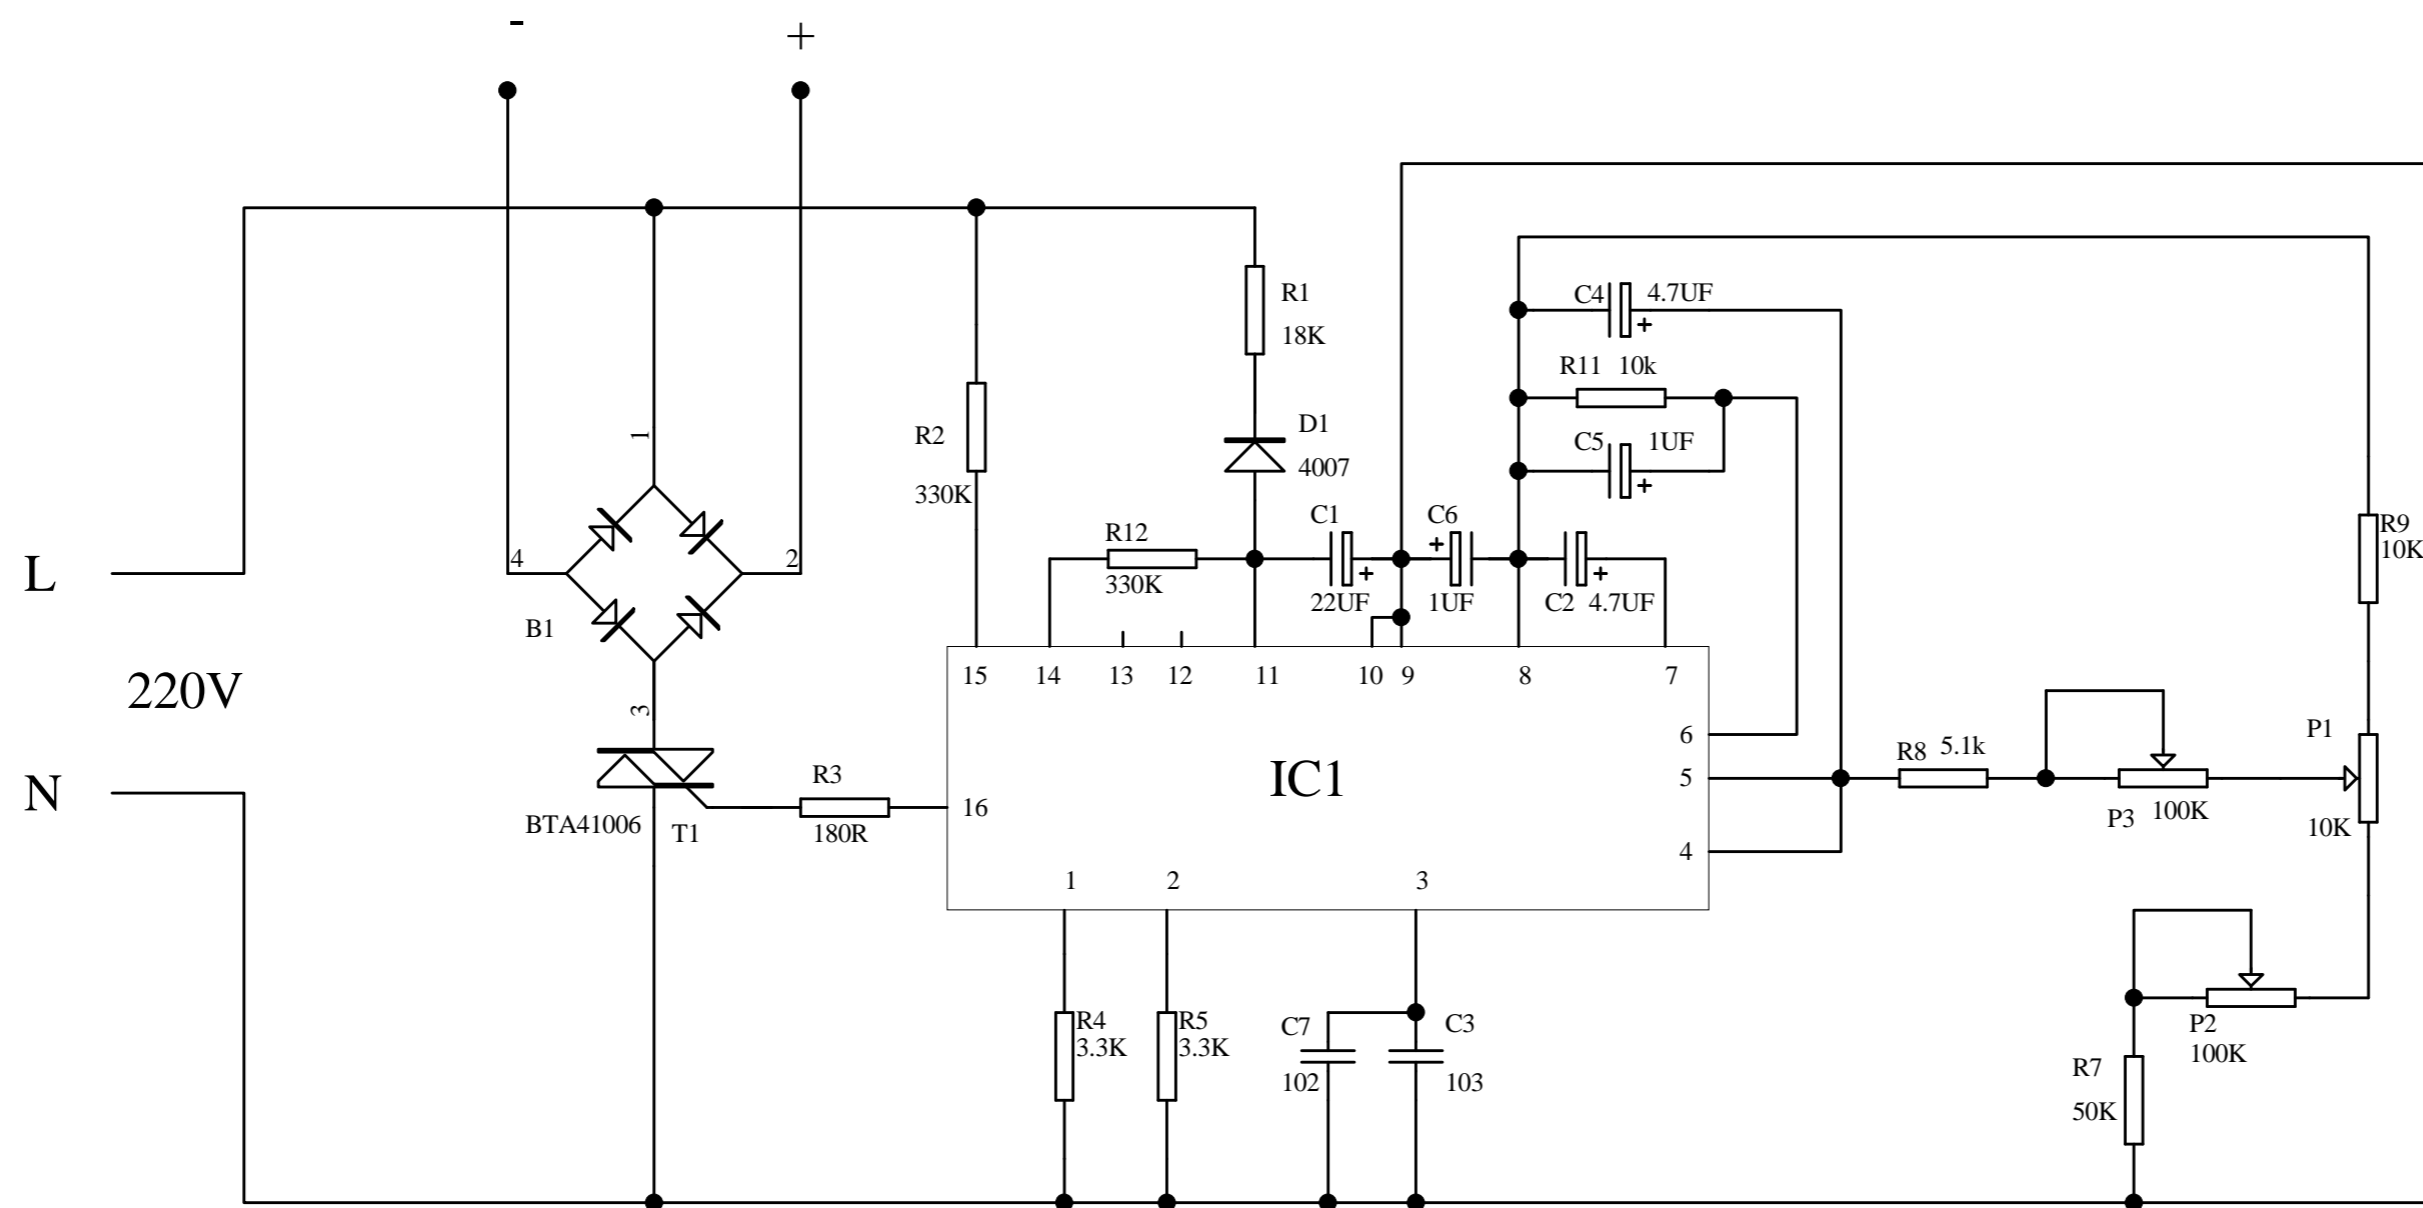 -
+
L
N
220V
1
4
2
3
B1
BTA41006
T1
R3
180R
R2
330K
R1
18K
D1
4007
R12
330K
C1
+
22UF
C6
+
1UF
C4
4.7UF
+
R11 10k
C5
1UF
+
C2 4.7UF
+
15 14 13 12 11 10 9 8 7
16
IC1
6
5
4
1 2 3
R8 5.1k
P3
100K
P1
10K
R9
10K
P2
100K
R7
50K
R4
3.3K
R5
3.3K
C7
102
C3
103